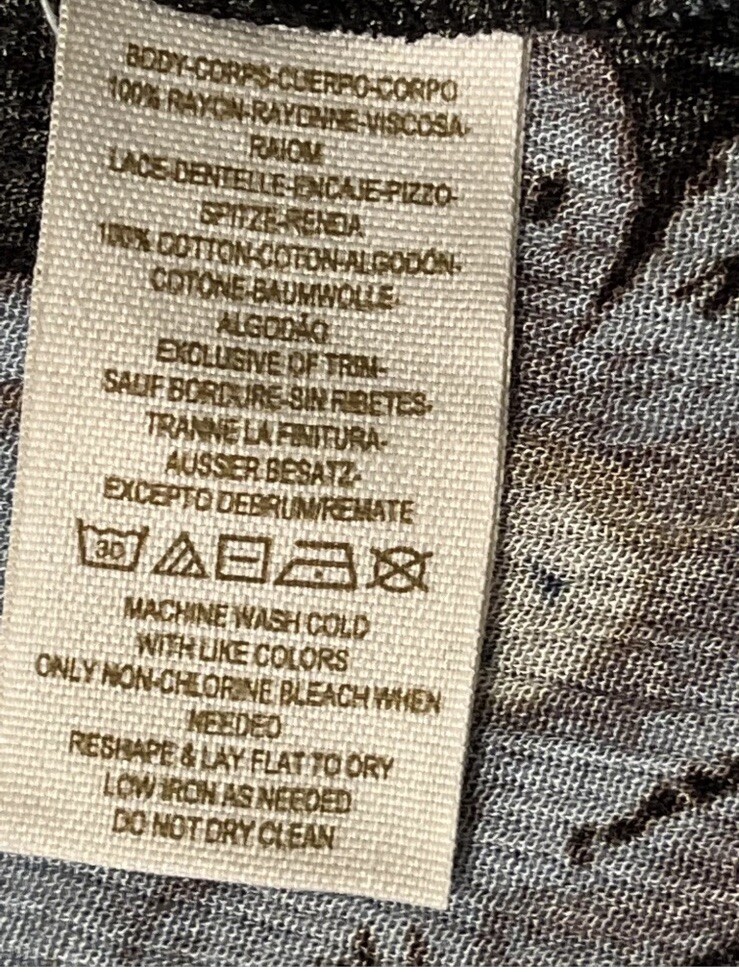 BODY-CORPS-CUERPO-CORPO
100% RAYON-RAYONNE-VISCOSA-
RAIOM
LACE-DENTELLE-ENCAJE-PIZZO-
SPITZE-RENDA
100% COTTON-COTON-ALGODÓN-
COTONE-BAUMWOLLE-
ALGODÃO
EXCLUSIVE OF TRIM-
SAUF BORDURE-SIN RIBETES-
TRANNE LA FINITURA-
AUSSER BESATZ-
EXCEPTO DEBRUM/REMATE
30
MACHINE WASH COLD
WITH LIKE COLORS
ONLY NON-CHLORINE BLEACH WHEN
NEEDED
RESHAPE & LAY FLAT TO DRY
LOW IRON AS NEEDED
DO NOT DRY CLEAN